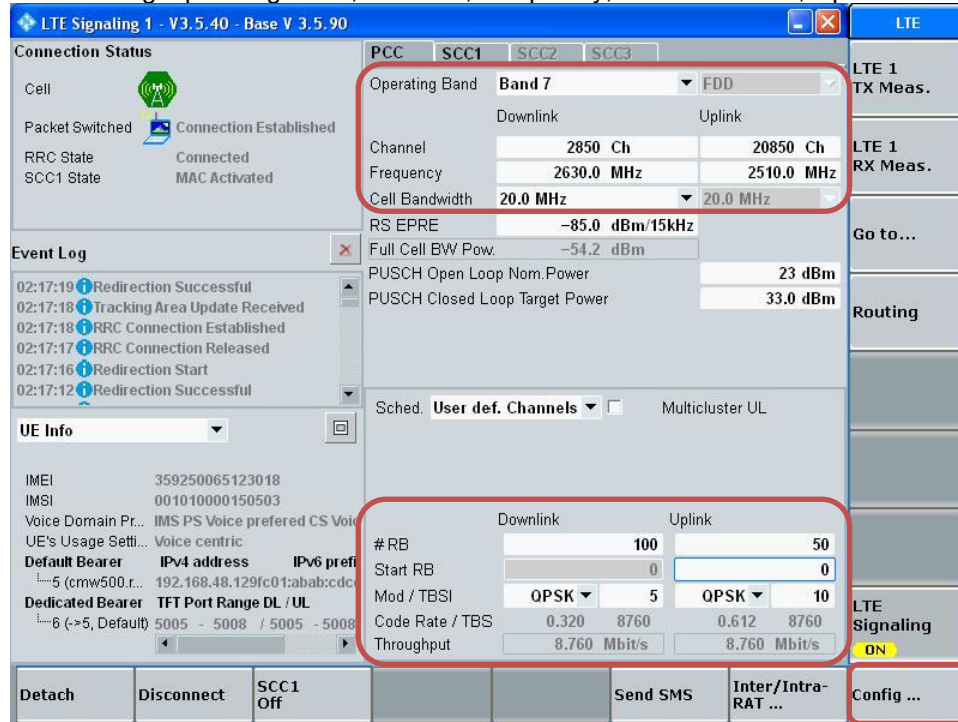 LTE Signaling 1 - V3.5.40 - Base V 3.5.90
LTE
Connection Status
Cell
Packet Switched Connection Established
RRC State Connected
SCC1 State MAC Activated
PCC SCC1 SCC2 SCC3
Operating Band Band 7 FDD
Downlink Uplink
Channel 2850 Ch 20850 Ch
Frequency 2630.0 MHz 2510.0 MHz
Cell Bandwidth 20.0 MHz 20.0 MHz
RS EPRE -85.0 dBm/15kHz
Full Cell BW Pow. -54.2 dBm
PUSCH Open Loop Nom.Power 23 dBm
PUSCH Closed Loop Target Power 33.0 dBm
Event Log
02:17:19 Redirection Successful
02:17:18 Tracking Area Update Received
02:17:18 RRC Connection Established
02:17:17 RRC Connection Released
02:17:16 Redirection Start
02:17:12 Redirection Successful
Sched. User def. Channels Multicluster UL
UE Info
IMEI 359250065123018
IMSI 001010000150503
Voice Domain Pr... IMS PS Voice prefered CS Voic
UE's Usage Setti... Voice centric
Default Bearer IPv4 address IPv6 prefi
5 (cmw500.r... 192.168.48.129fc01:abab:cdc
Dedicated Bearer TFT Port Range DL / UL
6 (->5, Default) 5005 - 5008 / 5005 - 5008
Downlink Uplink
# RB 100 50
Start RB 0 0
Mod / TBSI QPSK 5 QPSK 10
Code Rate / TBS 0.320 8760 0.612 8760
Throughput 8.760 Mbit/s 8.760 Mbit/s
LTE 1
TX Meas.
LTE 1
RX Meas.
Go to...
Routing
LTE
Signaling
ON
Detach
Disconnect
SCC1
Off
Send SMS
Inter/Intra-
RAT ...
Config ...